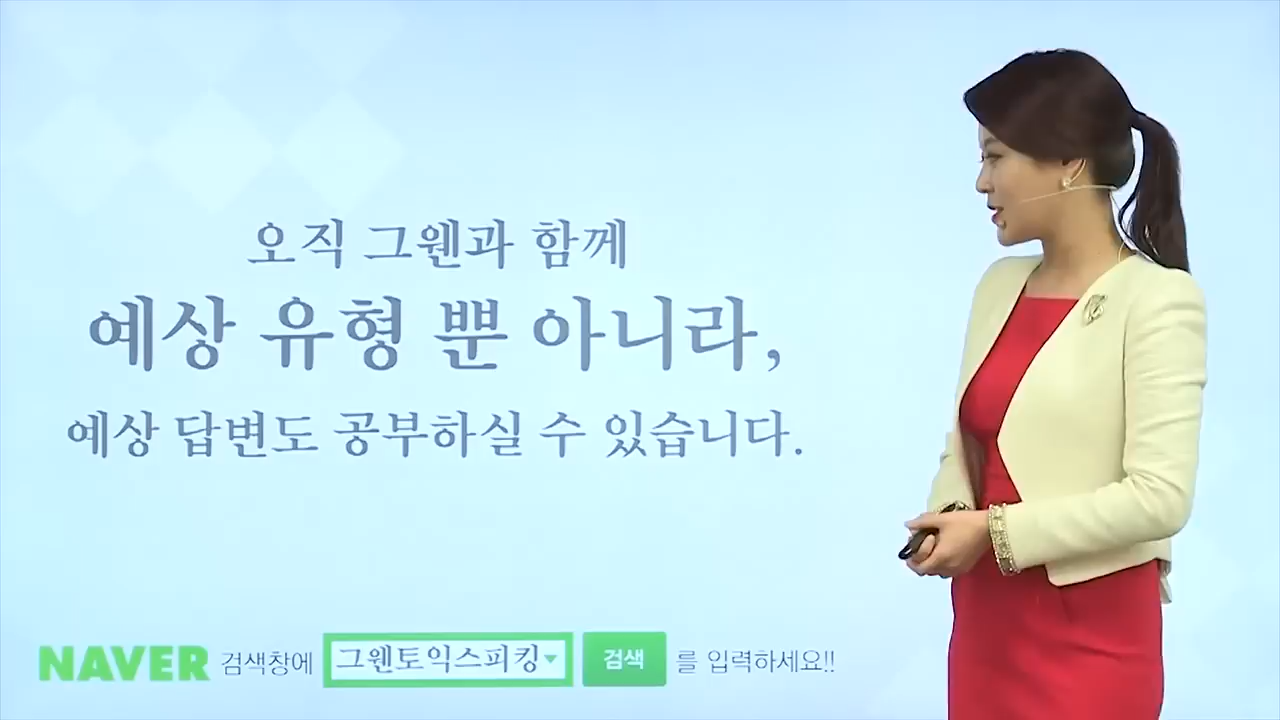 오직 그웬과 함께
예상 유형 뿐 아니라,
예상 답변도 공부하실 수 있습니다.
NAVER 검색창에 그웬토익스피킹 검색 를 입력하세요!!